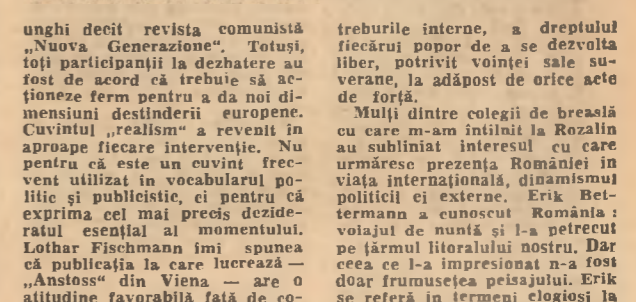 unghi decît revista comunistă
„Nuova Generazione“. Totuși,
toți participanții la dezbatere au
fost de acord că trebuie să ac-
ționeze ferm pentru a da noi di-
mensiuni destinderii europene.
Cuvîntul „realism“ a revenit în
aproape fiecare intervenție. Nu
pentru că este un cuvînt frec-
vent utilizat în vocabularul po-
litic și publicistic, ci pentru că
exprima cel mai precis dezide-
ratul esențial al momentului.
Lothar Fischmann îmi spunea
că publicația la care lucrează —
„Anstoss“ din Viena — are o
atitudine favorabilă față de co-
treburile interne, a dreptului
fiecărui popor de a se dezvolta
liber, potrivit voinței sale su-
verane, la adăpost de orice acte
de forță.
Mulți dintre colegii de breaslă
cu care m-am întîlnit la Rozalin
au subliniat interesul cu care
urmăresc prezența României în
viața internațională, dinamismul
politicii ei externe. Erik Bet-
termann a cunoscut România :
voiajul de nuntă și l-a petrecut
pe țărmul litoralului nostru. Dar
ceea ce l-a impresionat n-a fost
doar frumusețea peisajului. Erik
se referă în termeni elogioși la